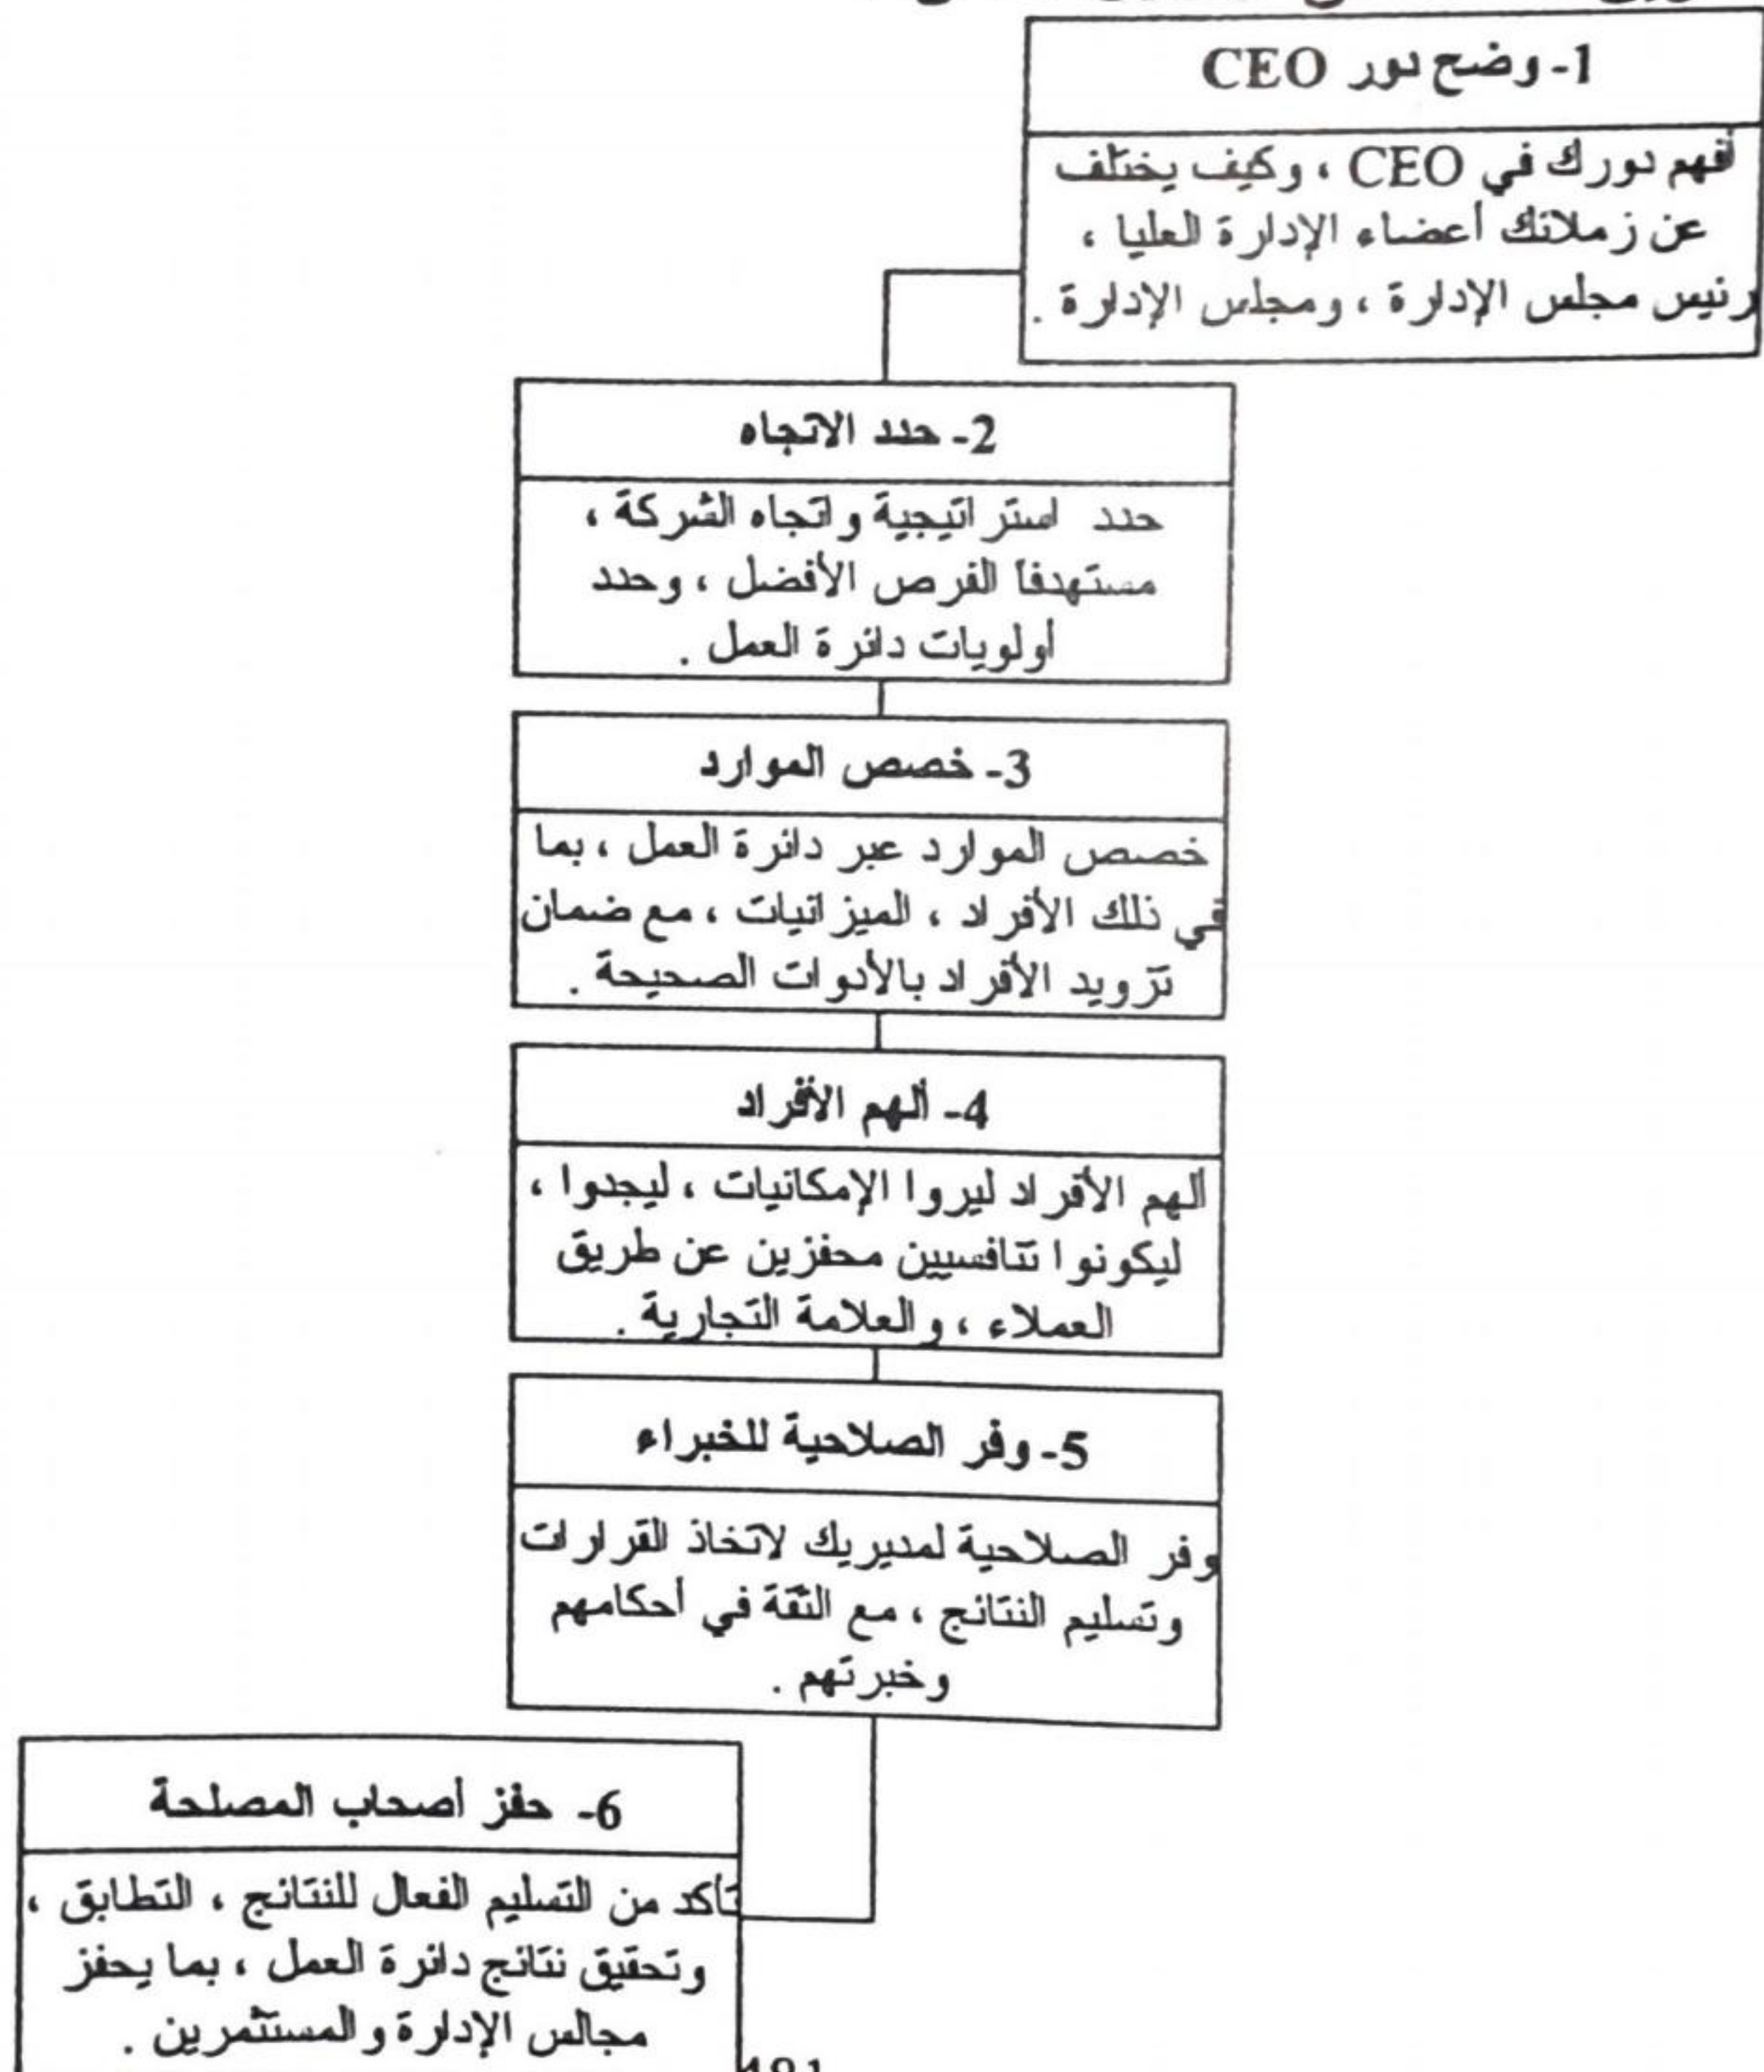 1- وضح دور CEO
أفهم دورك في CEO ، وكيف يختلف
عن زملائك أعضاء الإدارة العليا ،
رئيس مجلس الإدارة ، ومجلس الإدارة .
2- حدد الاتجاه
حدد استراتيجية واتجاه الشركة ،
مستهدفاً الفرص الأفضل ، وحدد
أولويات دائرة العمل .
3- خصص الموارد
خصص الموارد عبر دائرة العمل ، بما
في ذلك الأفراد ، الميزانيات ، مع ضمان
تزويد الأفراد بالأدوات الصحيحة .
4- ألهم الأفراد
ألهم الأفراد ليروا الإمكانيات ، ليجدوا ،
ليكونوا تنافسيين محفزين عن طريق
العملاء ، والعلامة التجارية .
5- وفر الصلاحية للخبراء
وفر الصلاحية لمديريك لاتخاذ القرارات
وتسليم النتائج ، مع الثقة في أحكامهم
وخبرتهم .
6- حفز أصحاب المصلحة
تأكد من التسليم الفعال للنتائج ، التطابق ،
وتحقيق نتائج دائرة العمل ، بما يحفز
مجالس الإدارة والمستثمرين .